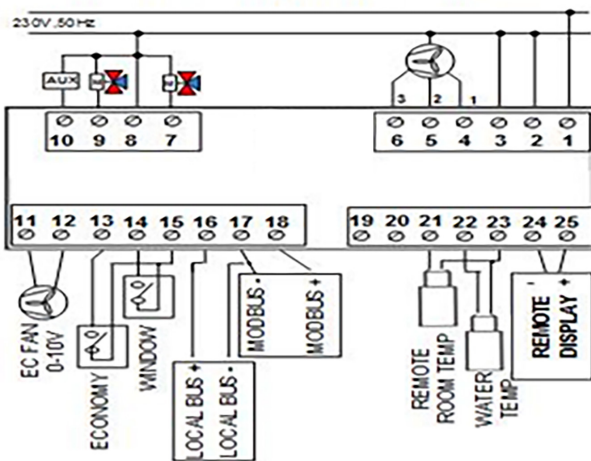 230V,50 Hz
AUX
3 2 1
10 9 8 7
6 5 4 3 2 1
11 12 13 14 15 16 17 18
19 20 21 22 23 24 25
EC FAN
0-10V
ECONOMY
WINDOW
LOCAL BUS +
LOCAL BUS -
MODBUS -
MODBUS +
REMOTE
ROOM TEMP
WATER
TEMP
- +
REMOTE
DISPLAY